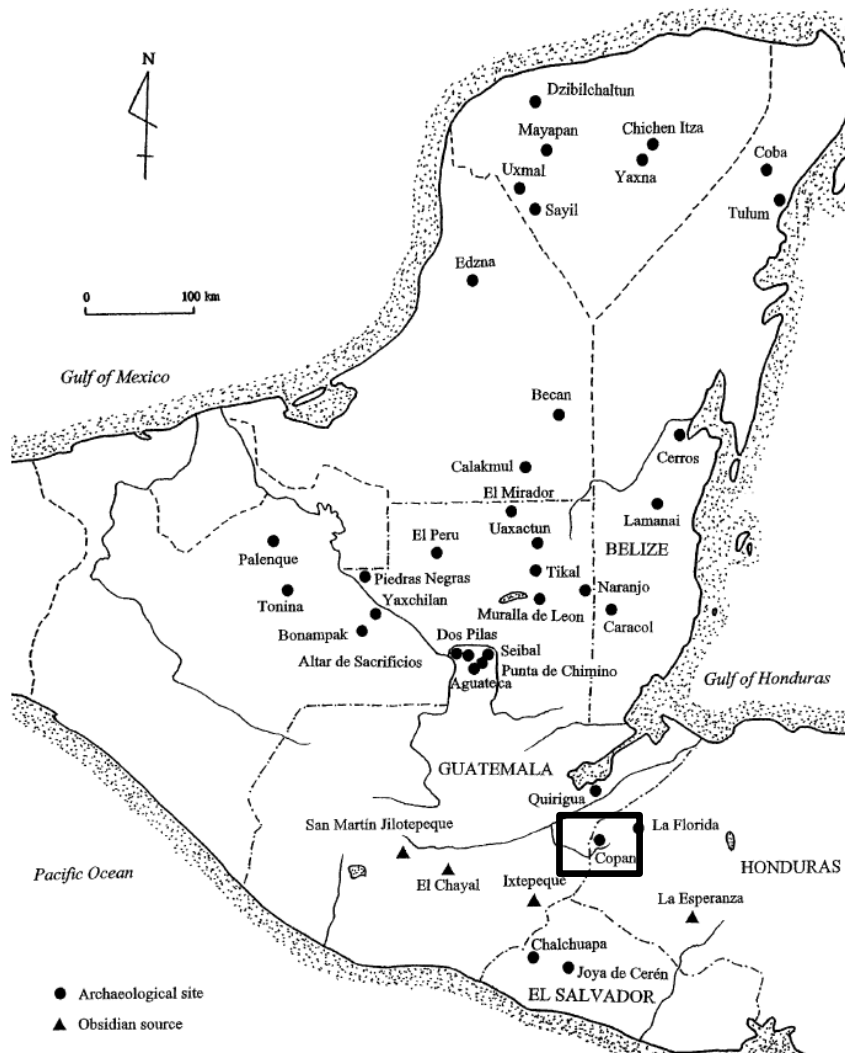 N
Dzibilchaltun
Mayapan
Chichen Itza
Coba
Uxmal
Yaxna
Sayil
Tulum
Edzna
0
100 km
Gulf of Mexico
Becan
Cerros
Calakmul
El Mirador
Lamanai
Uaxactun
El Peru
BELIZE
Palenque
Tikal
Piedras Negras
Naranjo
Tonina
Yaxchilan
Muralla de Leon
Caracol
Bonampak
Dos Pilas
Seibal
Altar de Sacrificios
Punta de Chimino
Aguateca
Gulf of Honduras
GUATEMALA
Quirigua
San Martín Jilotepeque
La Florida
Copan
Pacific Ocean
HONDURAS
El Chayal
Ixtepeque
La Esperanza
Chalchuapa
Joya de Cerén
Archaeological site
EL SALVADOR
Obsidian source